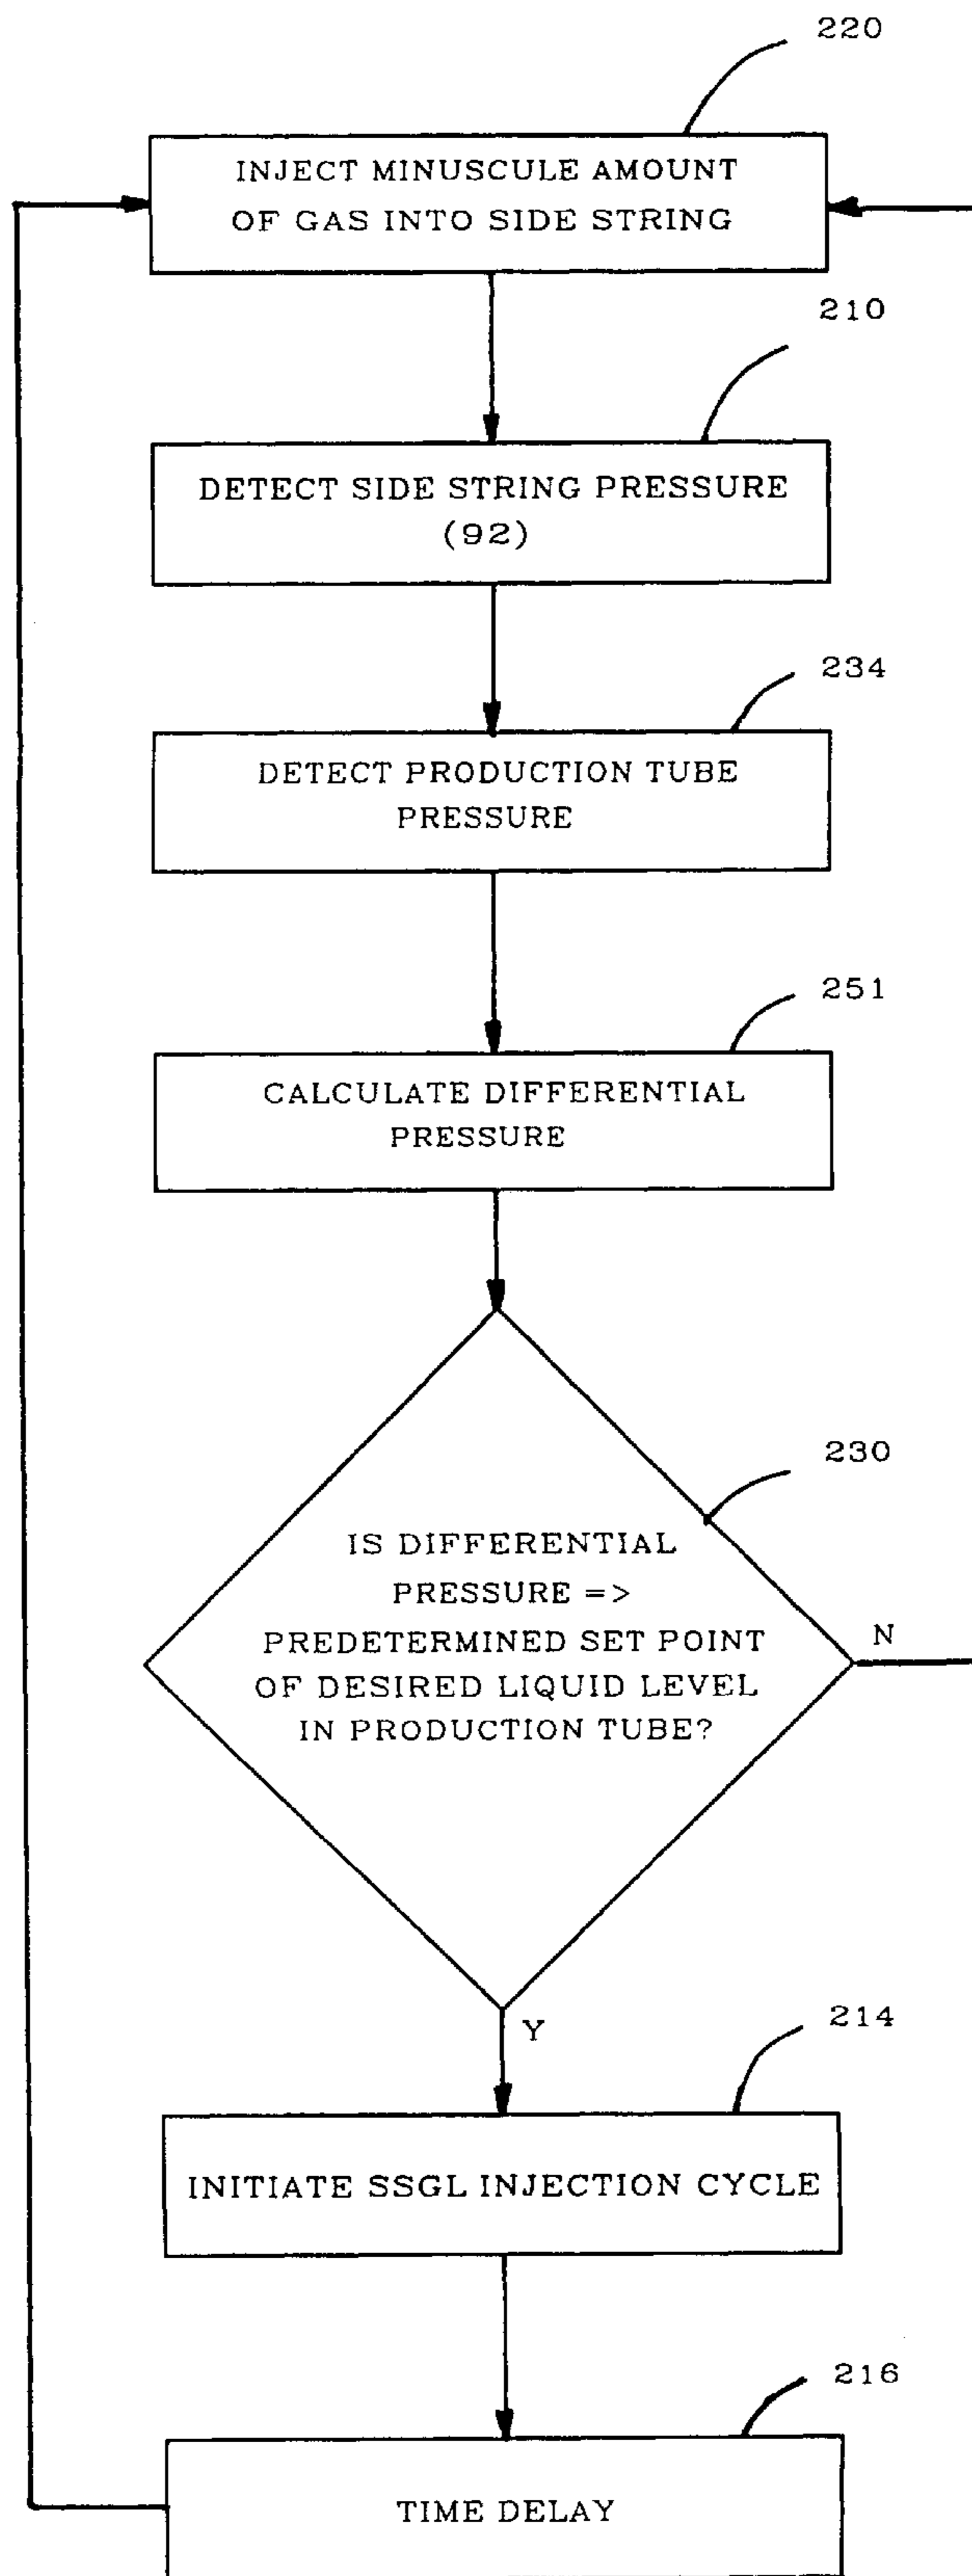 220
INJECT MINUSCULE AMOUNT
OF GAS INTO SIDE STRING
210
DETECT SIDE STRING PRESSURE
(92)
234
DETECT PRODUCTION TUBE
PRESSURE
251
CALCULATE DIFFERENTIAL
PRESSURE
230
IS DIFFERENTIAL
PRESSURE =>
PREDETERMINED SET POINT
OF DESIRED LIQUID LEVEL
IN PRODUCTION TUBE?
N
Y
214
INITIATE SSGL INJECTION CYCLE
216
TIME DELAY